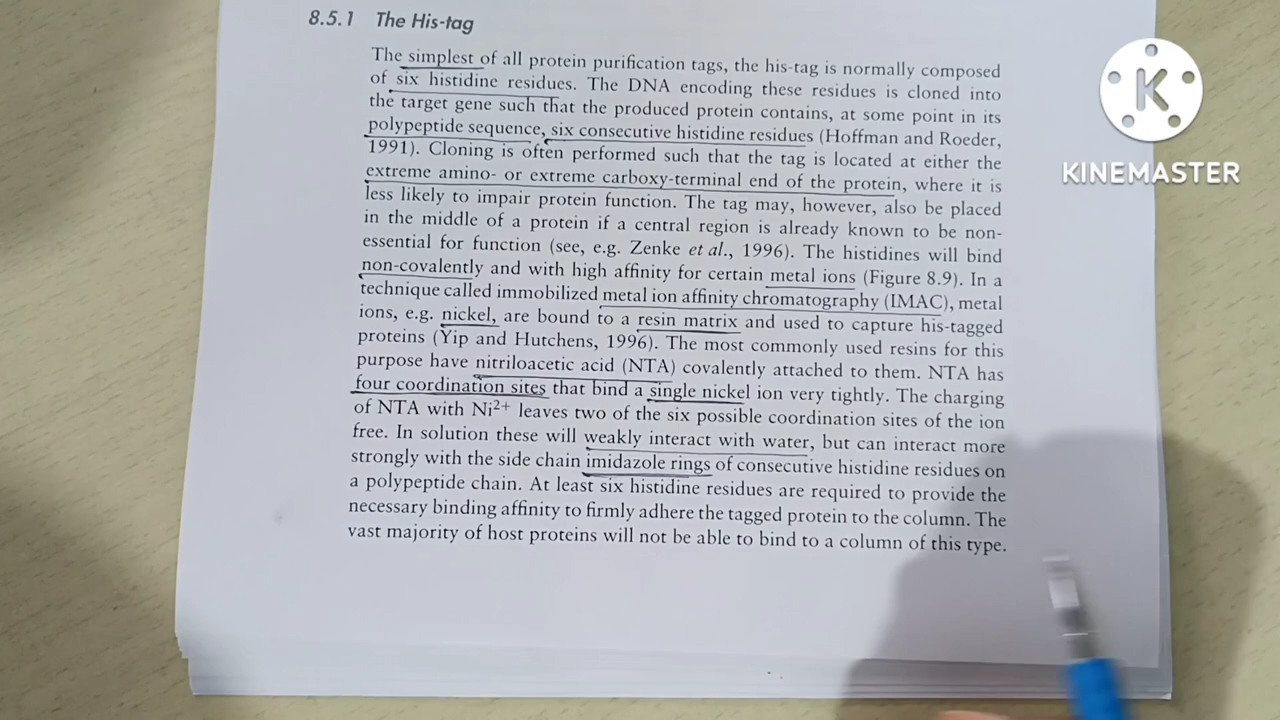 8.5.1 The His-tag
The simplest of all protein purification tags, the his-tag is normally composed
of six histidine residues. The DNA encoding these residues is cloned into
the target gene such that the produced protein contains, at some point in its
polypeptide sequence, six consecutive histidine residues (Hoffman and Roeder,
1991). Cloning is often performed such that the tag is located at either the
extreme amino- or extreme carboxy-terminal end of the protein, where it is
less likely to impair protein function. The tag may, however, also be placed
in the middle of a protein if a central region is already known to be non-
essential for function (see, e.g. Zenke et al., 1996). The histidines will bind
non-covalently and with high affinity for certain metal ions (Figure 8.9). In a
technique called immobilized metal ion affinity chromatography (IMAC), metal
ions, e.g. nickel, are bound to a resin matrix and used to capture his-tagged
proteins (Yip and Hutchens, 1996). The most commonly used resins for this
purpose have nitriloacetic acid (NTA) covalently attached to them. NTA has
four coordination sites that bind a single nickel ion very tightly. The charging
of NTA with Ni²⁺ leaves two of the six possible coordination sites of the ion
free. In solution these will weakly interact with water, but can interact more
strongly with the side chain imidazole rings of consecutive histidine residues on
a polypeptide chain. At least six histidine residues are required to provide the
necessary binding affinity to firmly adhere the tagged protein to the column. The
vast majority of host proteins will not be able to bind to a column of this type.
K
KINEMASTER